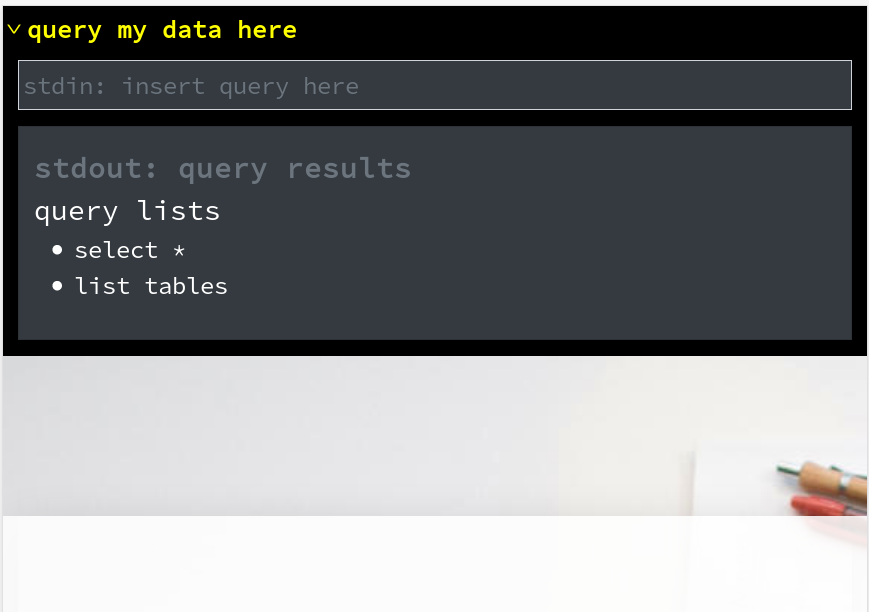 query my data here
stdin: insert query here
stdout: query results
query lists
select *
list tables